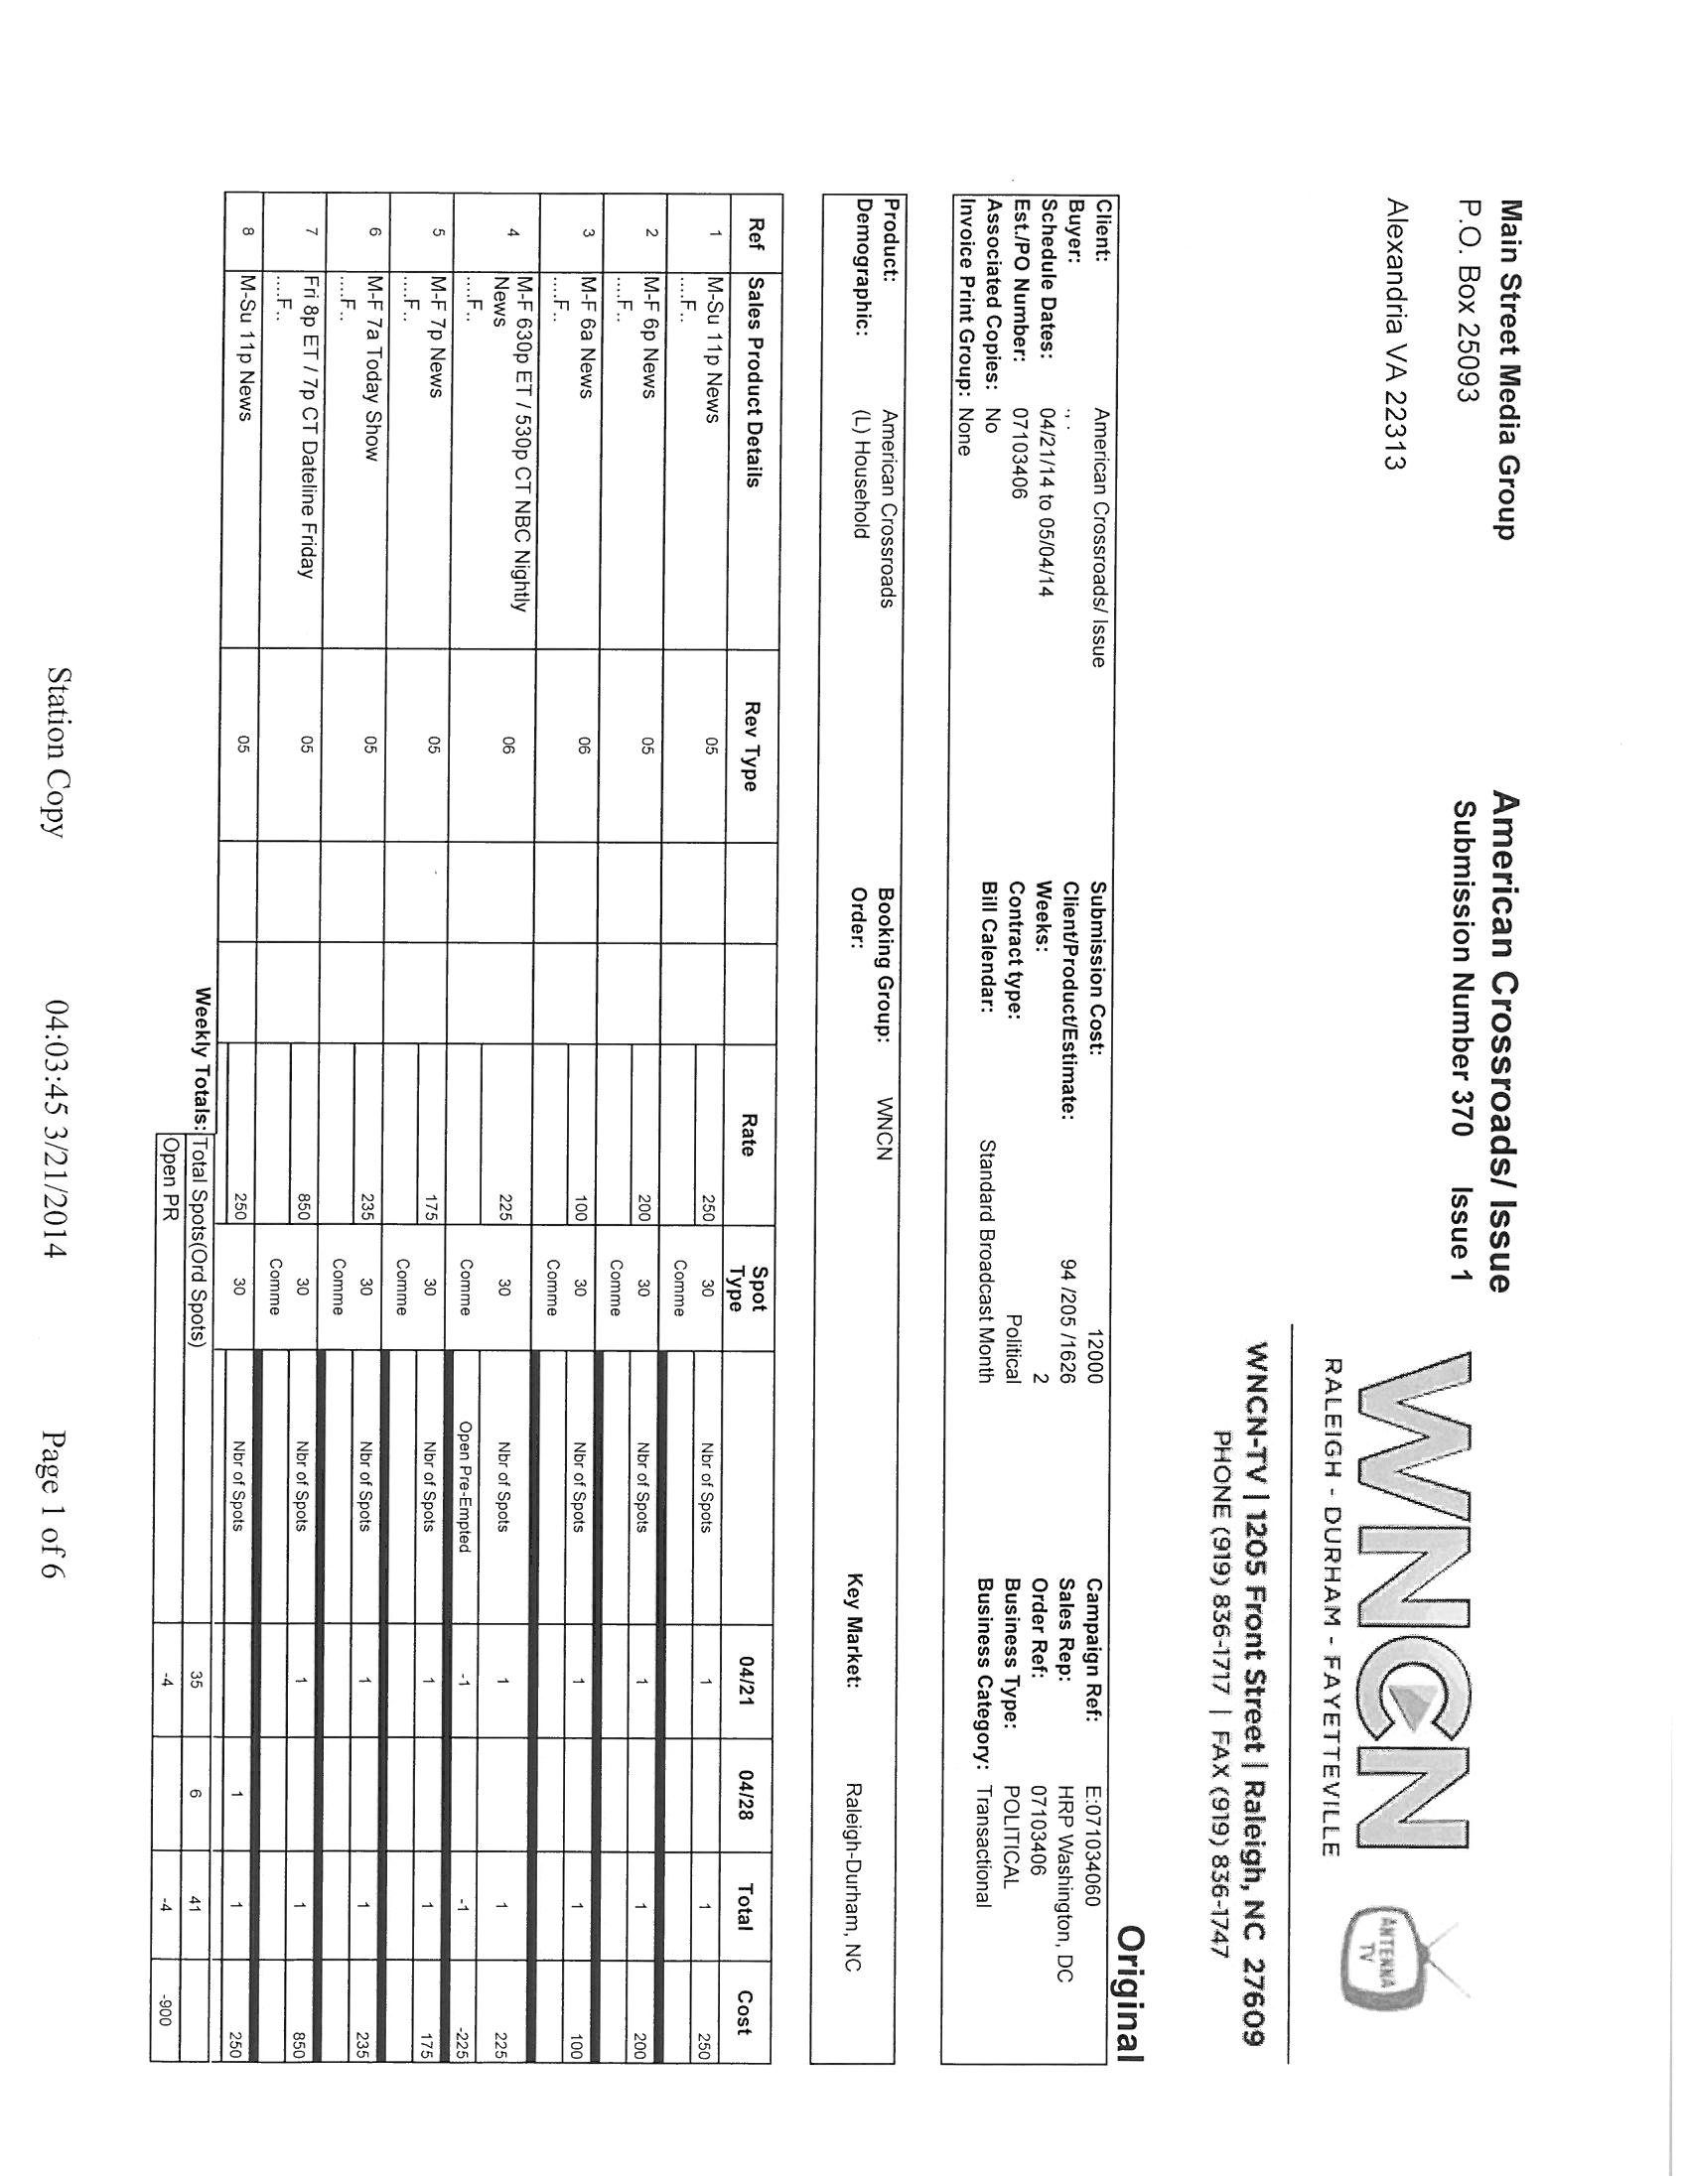 Main Street Media Group
P.O. Box 25093
Alexandria VA 22313
American Crossroads/ Issue
Submission Number 370 Issue 1
WNCN
RALEIGH - DURHAM - FAYETTEVILLE
ANTENNA
TV
WNCN-TV | 1205 Front Street | Raleigh, NC 27609
PHONE (919) 836-1717 | FAX (919) 836-1747
Original
Client: American Crossroads/ Issue Submission Cost: 12000 Campaign Ref: E:071034060
Buyer: ., . Client/Product/Estimate: 94 /205 /1626 Sales Rep: HRP Washington, DC
Schedule Dates: 04/21/14 to 05/04/14 Weeks: 2 Order Ref: 07103406
Est./PO Number: 07103406 Contract type: Political Business Type: POLITICAL
Associated Copies: No Bill Calendar: Standard Broadcast Month Business Category: Transactional
Invoice Print Group: None
Product: American Crossroads Booking Group: WNCN
Demographic: (L) Household Order: Key Market: Raleigh-Durham, NC
Ref Sales Product Details Rev Type Rate Spot Type 04/21 04/28 Total Cost
1 M-Su 11p News 05 250 30 Nbr of Spots 1 1 250
....F.. Comme
2 M-F 6p News 05 200 30 Nbr of Spots 1 1 200
....F.. Comme
3 M-F 6a News 06 100 30 Nbr of Spots 1 1 100
....F.. Comme
4 M-F 630p ET / 530p CT NBC Nightly
News 06 225 30 Nbr of Spots 1 1 225
....F.. Comme Open Pre-Empted -1 -1 -225
5 M-F 7p News 05 175 30 Nbr of Spots 1 1 175
....F.. Comme
6 M-F 7a Today Show 05 235 30 Nbr of Spots 1 1 235
....F.. Comme
7 Fri 8p ET / 7p CT Dateline Friday 05 850 30 Nbr of Spots 1 1 850
....F.. Comme
8 M-Su 11p News 05 250 30 Nbr of Spots 1 1 250
Weekly Totals: Total Spots(Ord Spots) 35 6 41
Open PR -4 -4 -900
Station Copy 04:03:45 3/21/2014 Page 1 of 6